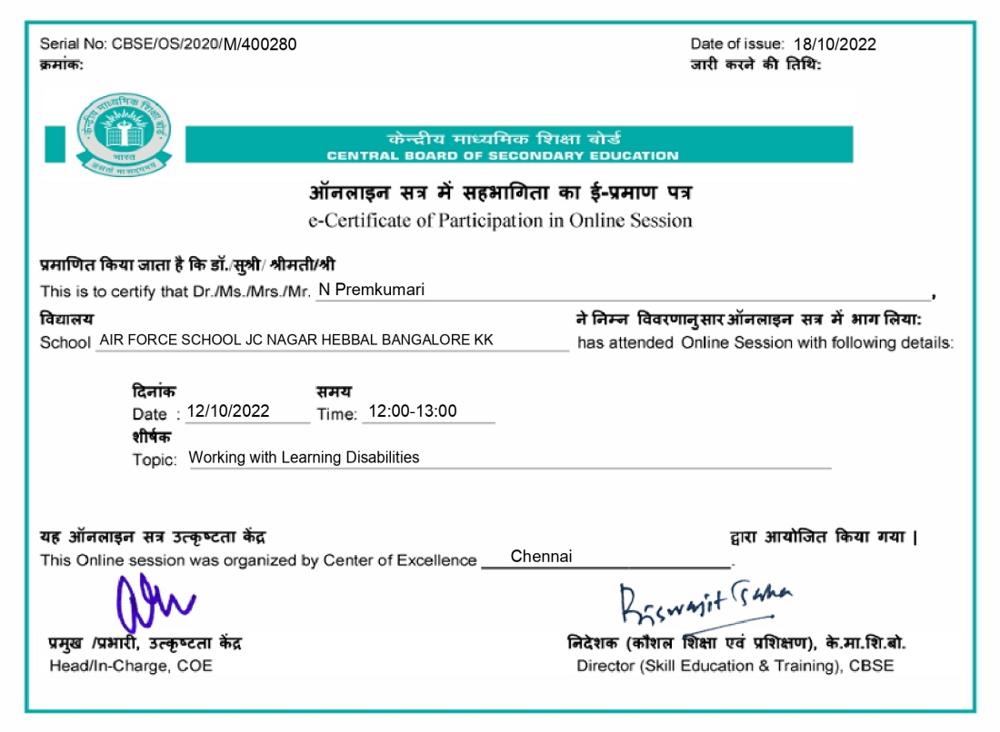 Serial No: CBSE/OS/2020/M/400280
Date of issue: 18/10/2022
क्रमांक:
जारी करने की तिथि:
केन्द्रीय माध्यमिक शिक्षा बोर्ड
भारत
असतो मा सद्गमय
केन्द्रीय माध्यमिक शिक्षा बोर्ड
CENTRAL BOARD OF SECONDARY EDUCATION
ऑनलाइन सत्र में सहभागिता का ई-प्रमाण पत्र
e-Certificate of Participation in Online Session
प्रमाणित किया जाता है कि डॉ./सुश्री/ श्रीमती/श्री
This is to certify that Dr./Ms./Mrs./Mr. N Premkumari ,
विद्यालय
ने निम्न विवरणानुसार ऑनलाइन सत्र में भाग लिया:
School AIR FORCE SCHOOL JC NAGAR HEBBAL BANGALORE KK
has attended Online Session with following details:
दिनांक
समय
Date : 12/10/2022
Time: 12:00-13:00
शीर्षक
Topic: Working with Learning Disabilities
यह ऑनलाइन सत्र उत्कृष्टता केंद्र
द्वारा आयोजित किया गया |
This Online session was organized by Center of Excellence Chennai .
Biswajit Saha
प्रमुख /प्रभारी, उत्कृष्टता केंद्र
निदेशक (कौशल शिक्षा एवं प्रशिक्षण), के.मा.शि.बो.
Head/In-Charge, COE
Director (Skill Education & Training), CBSE